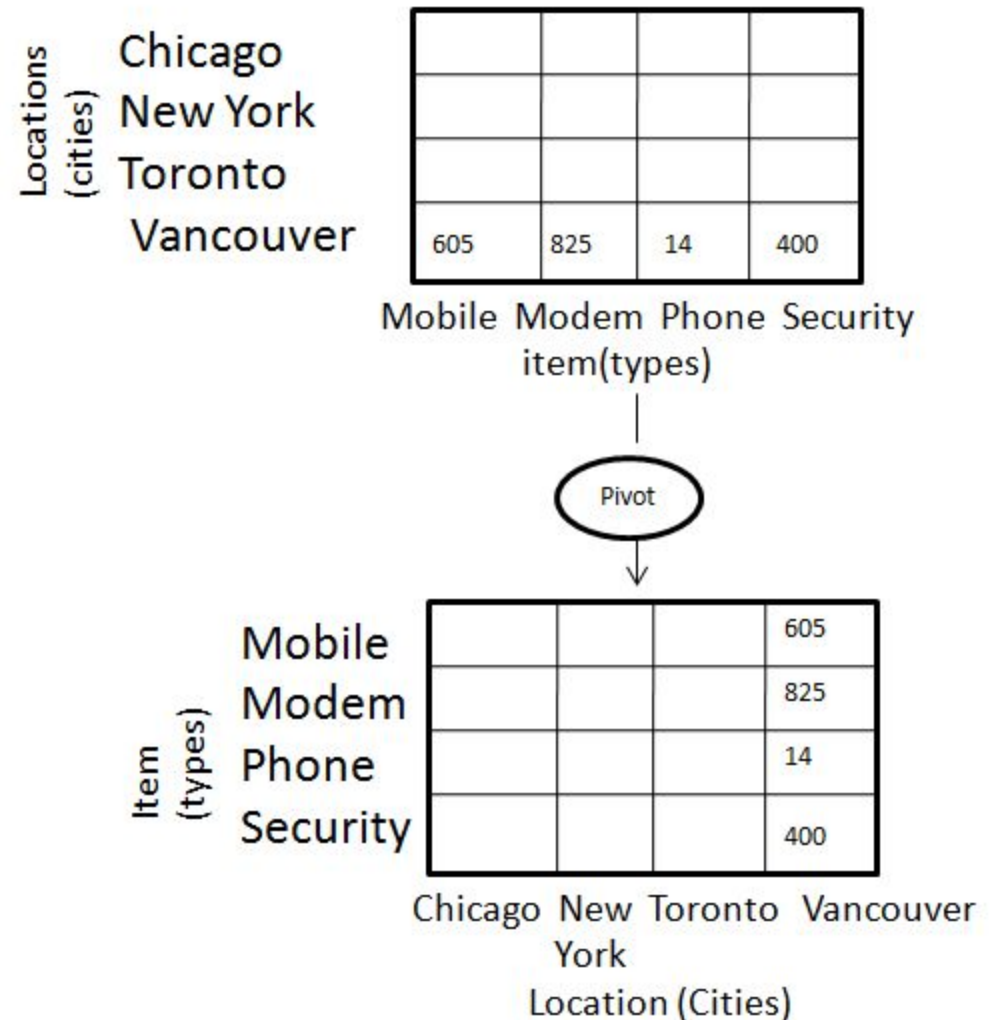 Locations
(cities)
Chicago
New York
Toronto
Vancouver
605 825 14 400
Mobile Modem Phone Security
item(types)
Pivot
Item
(types)
Mobile
Modem
Phone
Security
605
825
14
400
Chicago New Toronto Vancouver
York
Location (Cities)